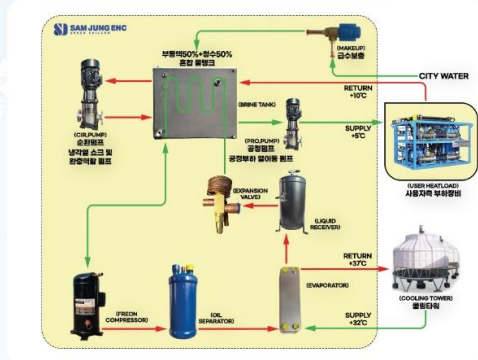 SAM JUNG ENC
SPEED CHILLER
부동액50%+청수50%
혼합 쿨탱크
(MAKEUP)
급수보충
CITY WATER
RETURN
+10℃
(BRINE TANK)
(CIR.PUMP)
순환펌프
냉각열 쇼크 및
완충역할 펌프
(PRO.PUMP)
공정펌프
공정부하 열이동 펌프
SUPPLY
+5℃
(USER HEATLOAD)
사용자측 부하장비
(EXPANSION
VALVE)
(LIQUID
RECEIVER)
RETURN
+37℃
(EVAPORATOR)
(COOLING TOWER)
쿨링타워
SUPPLY
+32℃
(FREON
COMPRESSOR)
(OIL
SEPARATOR)